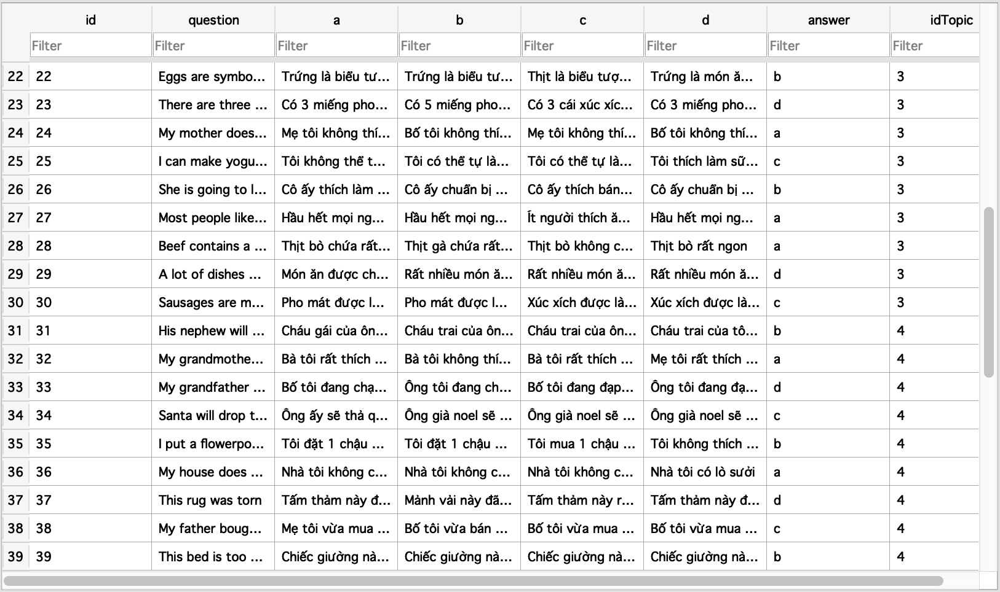 id question a b c d answer idTopic
Filter Filter Filter Filter Filter Filter Filter Filter
22 22 Eggs are symbo... Trứng là biểu tư... Trứng là biểu tư... Thịt là biểu tượ... Trứng là món ă... b 3
23 23 There are three ... Có 3 miếng pho... Có 5 miếng pho... Có 3 cái xúc xíc... Có 3 miếng pho... d 3
24 24 My mother does... Mẹ tôi không thí... Bố tôi không thí... Mẹ tôi không thí... Bố tôi không thí... a 3
25 25 I can make yogu... Tôi không thể t... Tôi có thể tự là... Tôi có thể tự là... Tôi thích làm sữ... c 3
26 26 She is going to l... Cô ấy thích làm ... Cô ấy chuẩn bị ... Cô ấy thích bán... Cô ấy chuẩn bị ... b 3
27 27 Most people like... Hầu hết mọi ng... Hầu hết mọi ng... Ít người thích ă... Hầu hết mọi ng... a 3
28 28 Beef contains a ... Thịt bò chứa rất... Thịt gà chứa rất... Thịt bò không c... Thịt bò rất ngon a 3
29 29 A lot of dishes ... Món ăn được ch... Rất nhiều món ă... Rất nhiều món ă... Rất nhiều món ă... d 3
30 30 Sausages are m... Pho mát được l... Pho mát được l... Xúc xích được là... Xúc xích được là... c 3
31 31 His nephew will ... Cháu gái của ôn... Cháu trai của ôn... Cháu trai của ôn... Cháu trai của tô... b 4
32 32 My grandmothe... Bà tôi rất thích ... Bà tôi không thí... Bà tôi rất thích ... Mẹ tôi rất thích ... a 4
33 33 My grandfather ... Bố tôi đang chạ... Ông tôi đang ch... Bố tôi đang đạp... Ông tôi đang đạ... d 4
34 34 Santa will drop t... Ông ấy sẽ thả q... Ông già noel sẽ ... Ông già noel sẽ ... Ông già noel sẽ ... c 4
35 35 I put a flowerpo... Tôi đặt 1 chậu ... Tôi đặt 1 chậu ... Tôi mua 1 chậu ... Tôi không thích ... b 4
36 36 My house does ... Nhà tôi không c... Nhà tôi không c... Nhà tôi không c... Nhà tôi có lò sưởi a 4
37 37 This rug was torn Tấm thảm này đ... Mảnh vải này đã... Tấm thảm này r... Tấm thảm này đ... d 4
38 38 My father boug... Mẹ tôi vừa mua ... Bố tôi vừa bán ... Bố tôi vừa mua ... Bố tôi vừa mua ... c 4
39 39 This bed is too ... Chiếc giường nà... Chiếc giường nà... Chiếc giường nà... Chiếc giường nà... b 4